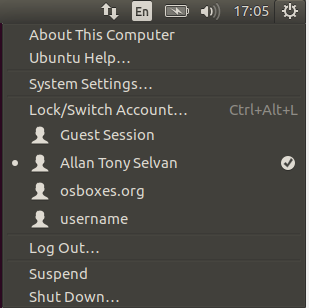 En 17:05
About This Computer
Ubuntu Help...
System Settings...
Lock/Switch Account... Ctrl+Alt+L
Guest Session
Allan Tony Selvan
osboxes.org
username
Log Out...
Suspend
Shut Down...